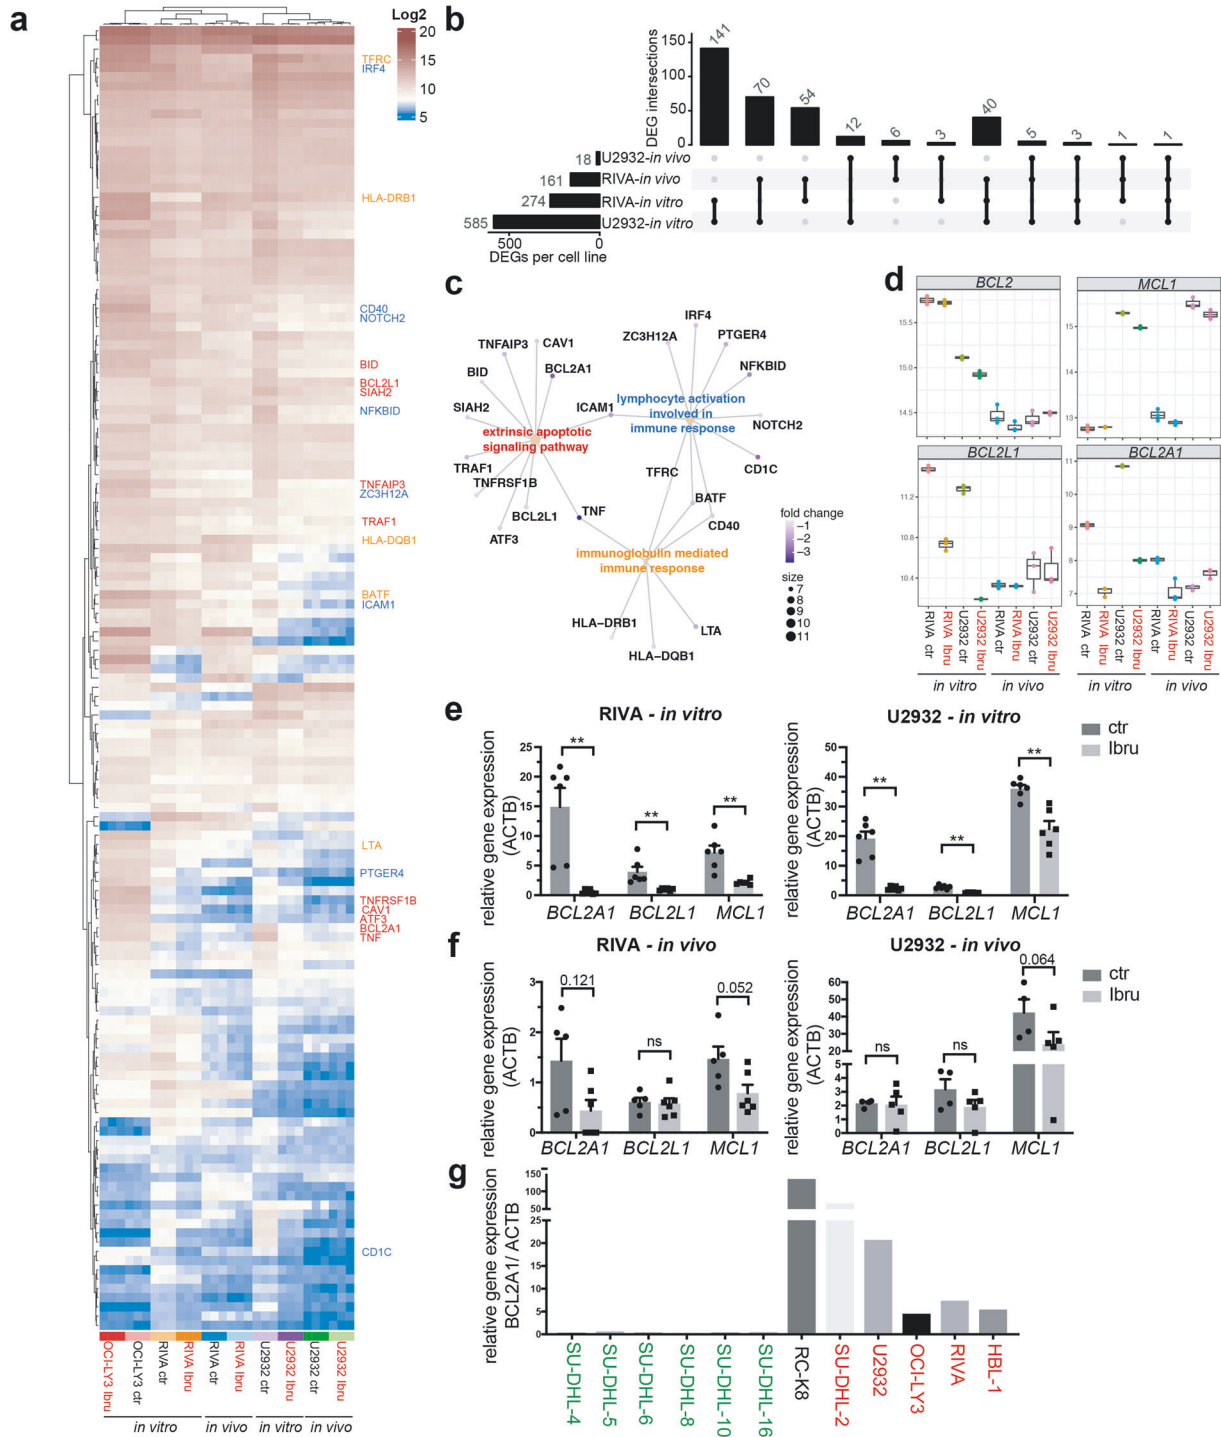 a
Log2
20
15
10
5
TFRC
IRF4
HLA-DRB1
CD40
NOTCH2
BID
BCL2L1
SIAH2
NFKBID
TNFAIP3
ZC3H12A
TRAF1
HLA-DQB1
BATF
ICAM1
LTA
PTGER4
TNFRSF1B
CAV1
ATF3
BCL2A1
TNF
CD1C
OCI-LY3 Ibru
OCI-LY3 ctr
RIVA ctr
RIVA Ibru
RIVA ctr
RIVA Ibru
U2932 ctr
U2932 Ibru
U2932 ctr
U2932 Ibru
in vitro
in vivo
in vitro
in vivo
b
DEG intersections
150
100
50
0
141
70
54
12
6
3
40
5
3
1
1
18 U2932-in vivo
161 RIVA-in vivo
274 RIVA-in vitro
585 U2932-in vitro
500 0
DEGs per cell line
c
IRF4
ZC3H12A
PTGER4
TNFAIP3
CAV1
BID
BCL2A1
NFKBID
SIAH2
ICAM1
lymphocyte activation
involved in
immune response
NOTCH2
extrinsic apoptotic
signaling pathway
TRAF1
TNFRSF1B
TFRC
CD1C
BCL2L1
TNF
BATF
CD40
ATF3
immunoglobulin mediated
immune response
HLA-DRB1
LTA
HLA-DQB1
fold change
-1
-2
-3
size
7
8
9
10
11
d
BCL2
15.5
15.0
14.5
MCL1
15
14
13
BCL2L1
11.2
10.8
10.4
BCL2A1
11
10
9
8
7
RIVA ctr
RIVA Ibru
U2932 ctr
U2932 Ibru
RIVA ctr
RIVA Ibru
U2932 ctr
U2932 Ibru
in vitro
in vivo
RIVA ctr
RIVA Ibru
U2932 ctr
U2932 Ibru
RIVA ctr
RIVA Ibru
U2932 ctr
U2932 Ibru
in vitro
in vivo
e
RIVA - in vitro
relative gene expression
(ACTB)
25
20
15
10
5
0
**
**
**
BCL2A1 BCL2L1 MCL1
U2932 - in vitro
relative gene expression
(ACTB)
50
40
30
20
10
0
**
**
**
BCL2A1 BCL2L1 MCL1
ctr
Ibru
f
RIVA - in vivo
relative gene expression
(ACTB)
3
2
1
0
0.121
ns
0.052
BCL2A1 BCL2L1 MCL1
U2932 - in vivo
relative gene expression
(ACTB)
60
50
40
30
20
5
4
3
2
1
0
ns
ns
0.064
BCL2A1 BCL2L1 MCL1
ctr
Ibru
g
relative gene expression
BCL2A1/ ACTB
150
100
50
25
20
15
10
5
0
SU-DHL-4
SU-DHL-5
SU-DHL-6
SU-DHL-8
SU-DHL-10
SU-DHL-16
RC-K8
SU-DHL-2
U2932
OCI-LY3
RIVA
HBL-1